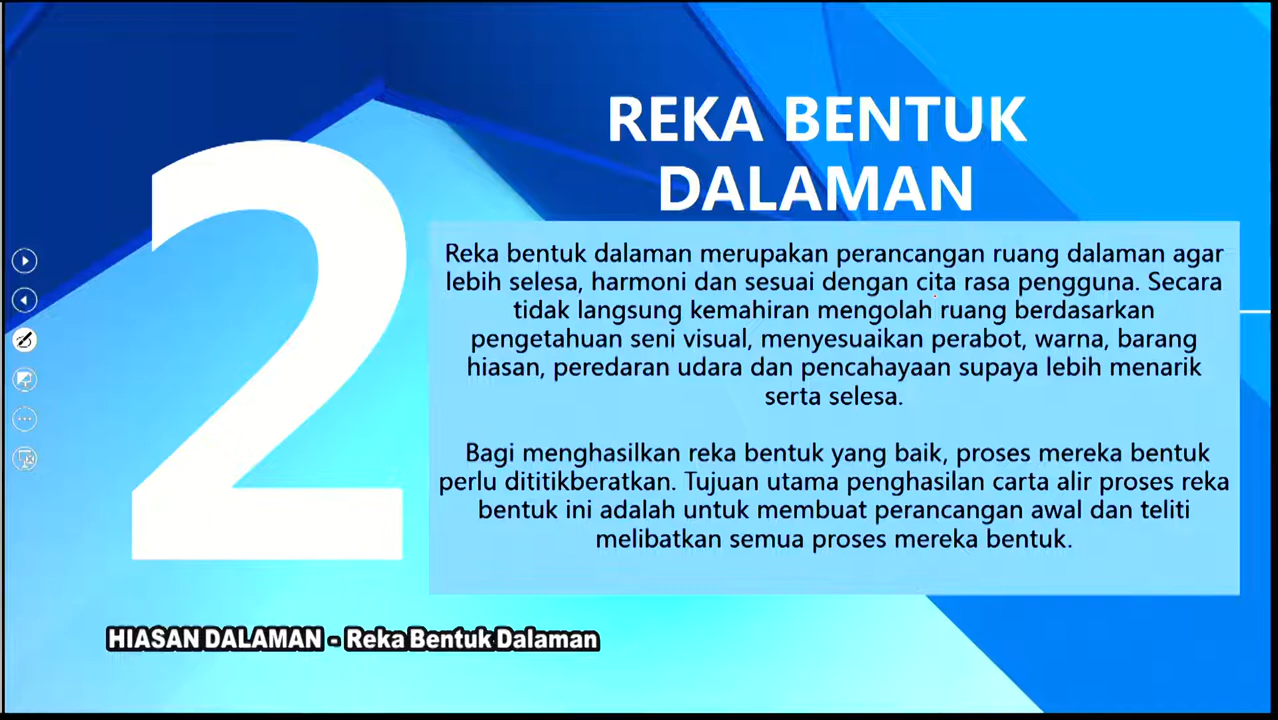 2
REKA BENTUK
DALAMAN
Reka bentuk dalaman merupakan perancangan ruang dalaman agar
lebih selesa, harmoni dan sesuai dengan cita rasa pengguna. Secara
tidak langsung kemahiran mengolah ruang berdasarkan
pengetahuan seni visual, menyesuaikan perabot, warna, barang
hiasan, peredaran udara dan pencahayaan supaya lebih menarik
serta selesa.
Bagi menghasilkan reka bentuk yang baik, proses mereka bentuk
perlu dititikberatkan. Tujuan utama penghasilan carta alir proses reka
bentuk ini adalah untuk membuat perancangan awal dan teliti
melibatkan semua proses mereka bentuk.
HIASAN DALAMAN - Reka Bentuk Dalaman